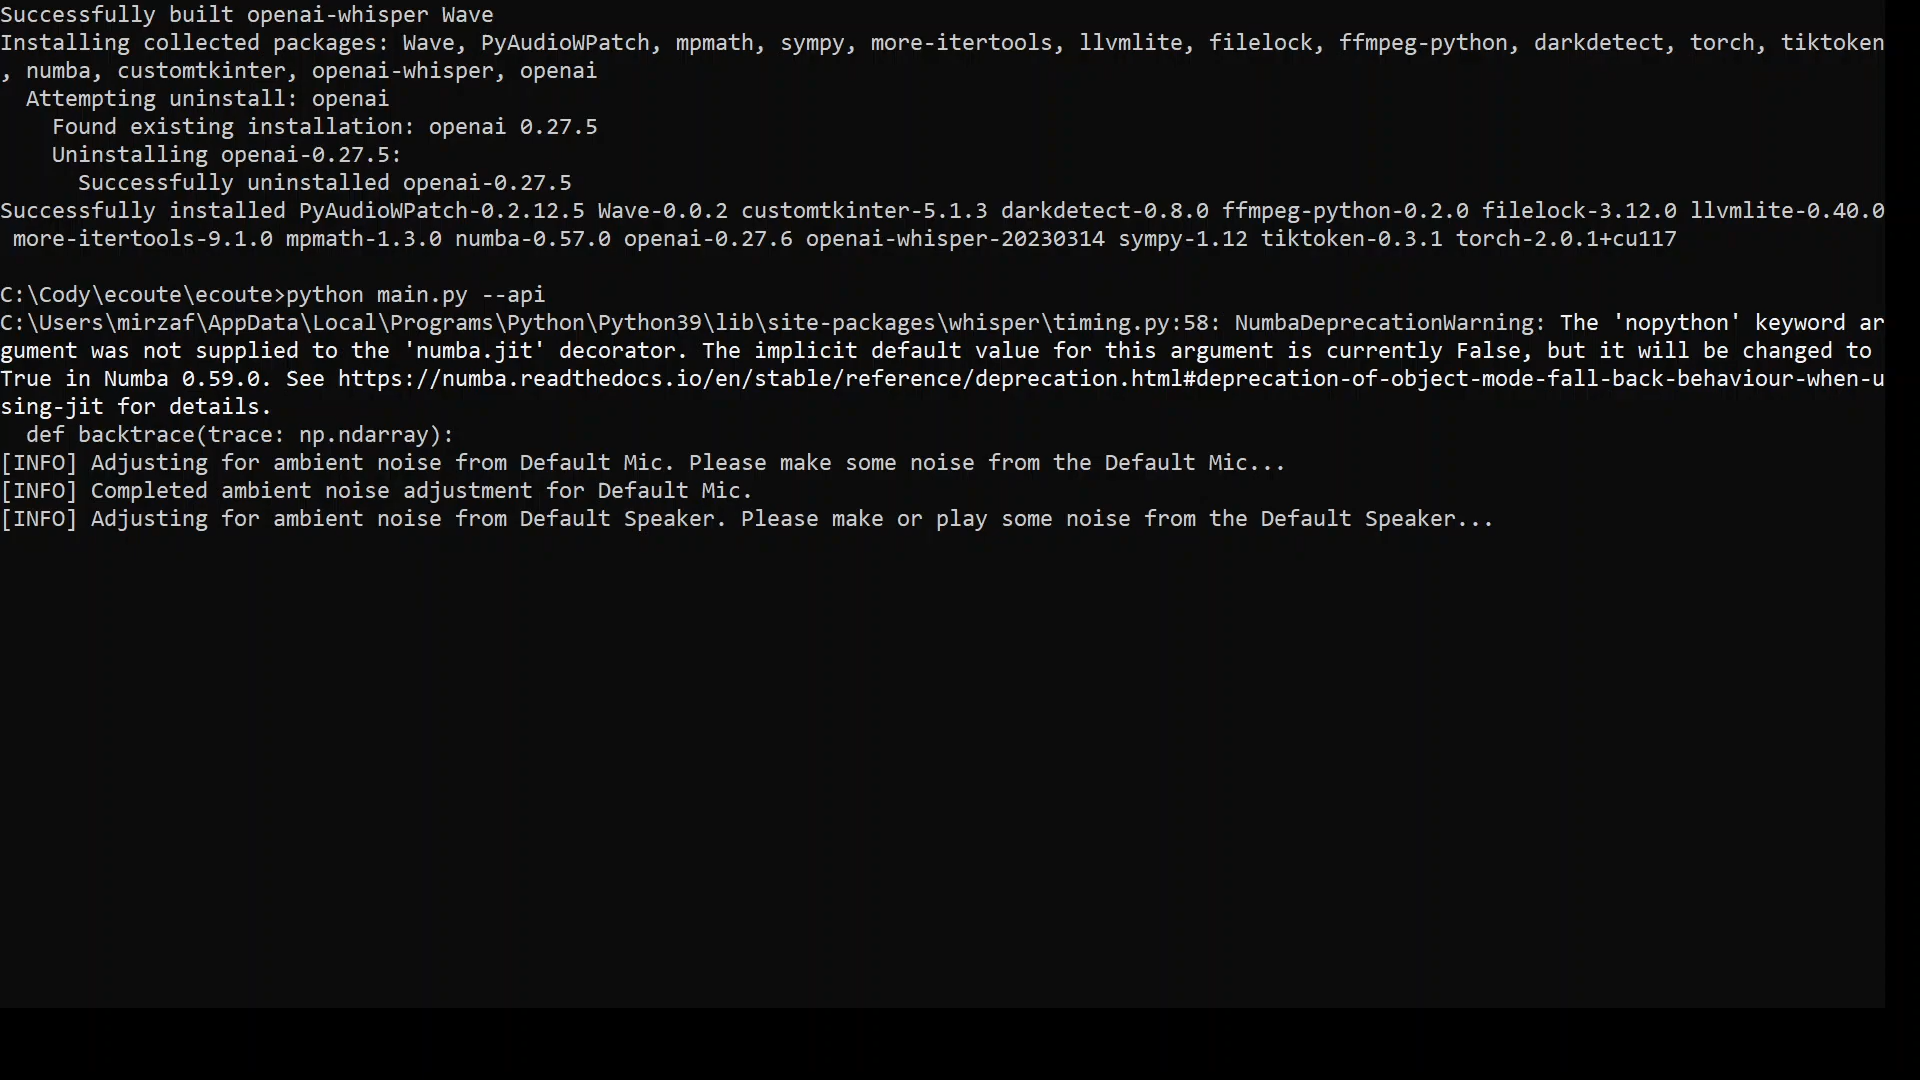 Successfully built openai-whisper Wave
Installing collected packages: Wave, PyAudioWPatch, mpmath, sympy, more-itertools, llvmlite, filelock, ffmpeg-python, darkdetect, torch, tiktoken
, numba, customtkinter, openai-whisper, openai
  Attempting uninstall: openai
    Found existing installation: openai 0.27.5
    Uninstalling openai-0.27.5:
      Successfully uninstalled openai-0.27.5
Successfully installed PyAudioWPatch-0.2.12.5 Wave-0.0.2 customtkinter-5.1.3 darkdetect-0.8.0 ffmpeg-python-0.2.0 filelock-3.12.0 llvmlite-0.40.0
 more-itertools-9.1.0 mpmath-1.3.0 numba-0.57.0 openai-0.27.6 openai-whisper-20230314 sympy-1.12 tiktoken-0.3.1 torch-2.0.1+cu117
C:\Cody\ecoute\ecoute>python main.py --api
C:\Users\mirzaf\AppData\Local\Programs\Python\Python39\lib\site-packages\whisper\timing.py:58: NumbaDeprecationWarning: The 'nopython' keyword ar
gument was not supplied to the 'numba.jit' decorator. The implicit default value for this argument is currently False, but it will be changed to
True in Numba 0.59.0. See https://numba.readthedocs.io/en/stable/reference/deprecation.html#deprecation-of-object-mode-fall-back-behaviour-when-u
sing-jit for details.
  def backtrace(trace: np.ndarray):
[INFO] Adjusting for ambient noise from Default Mic. Please make some noise from the Default Mic...
[INFO] Completed ambient noise adjustment for Default Mic.
[INFO] Adjusting for ambient noise from Default Speaker. Please make or play some noise from the Default Speaker...